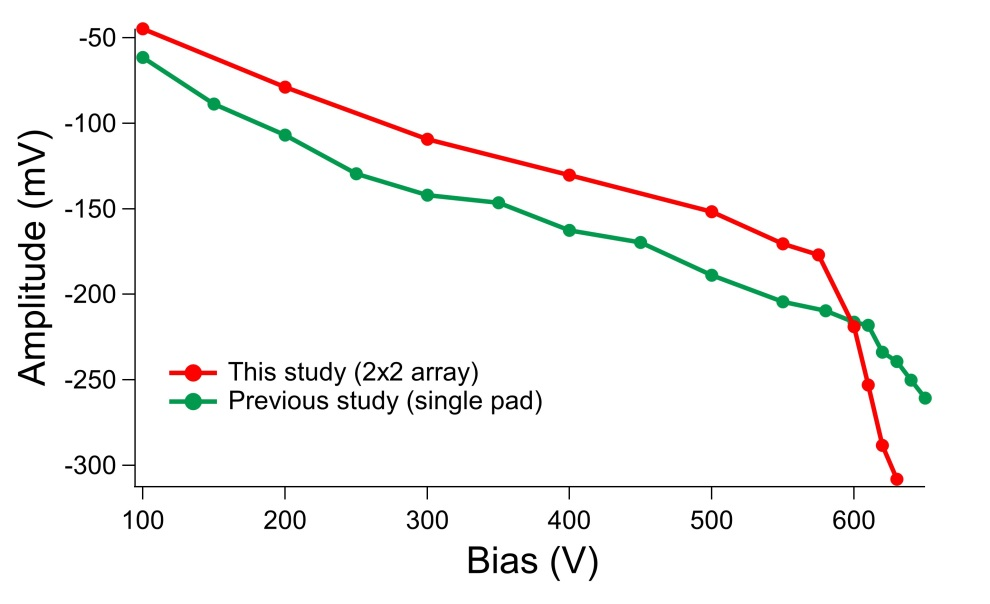 -50
-100
-150
-200
-250
-300
Amplitude (mV)
This study (2x2 array)
Previous study (single pad)
100 200 300 400 500 600
Bias (V)